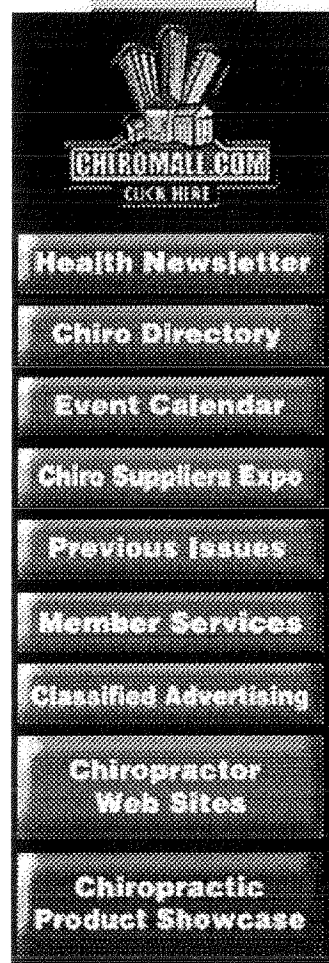 CHIROMALL.COM
CLICK HERE
Health Newsletter
Chiro Directory
Event Calendar
Chiro Suppliers Expo
Previous Issues
Member Services
Classified Advertising
Chiropractor
Web Sites
Chiropractic
Product Showcase